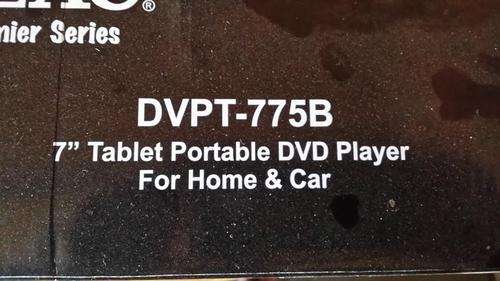 mier Series
DVPT-775B
7” Tablet Portable DVD Player
For Home & Car